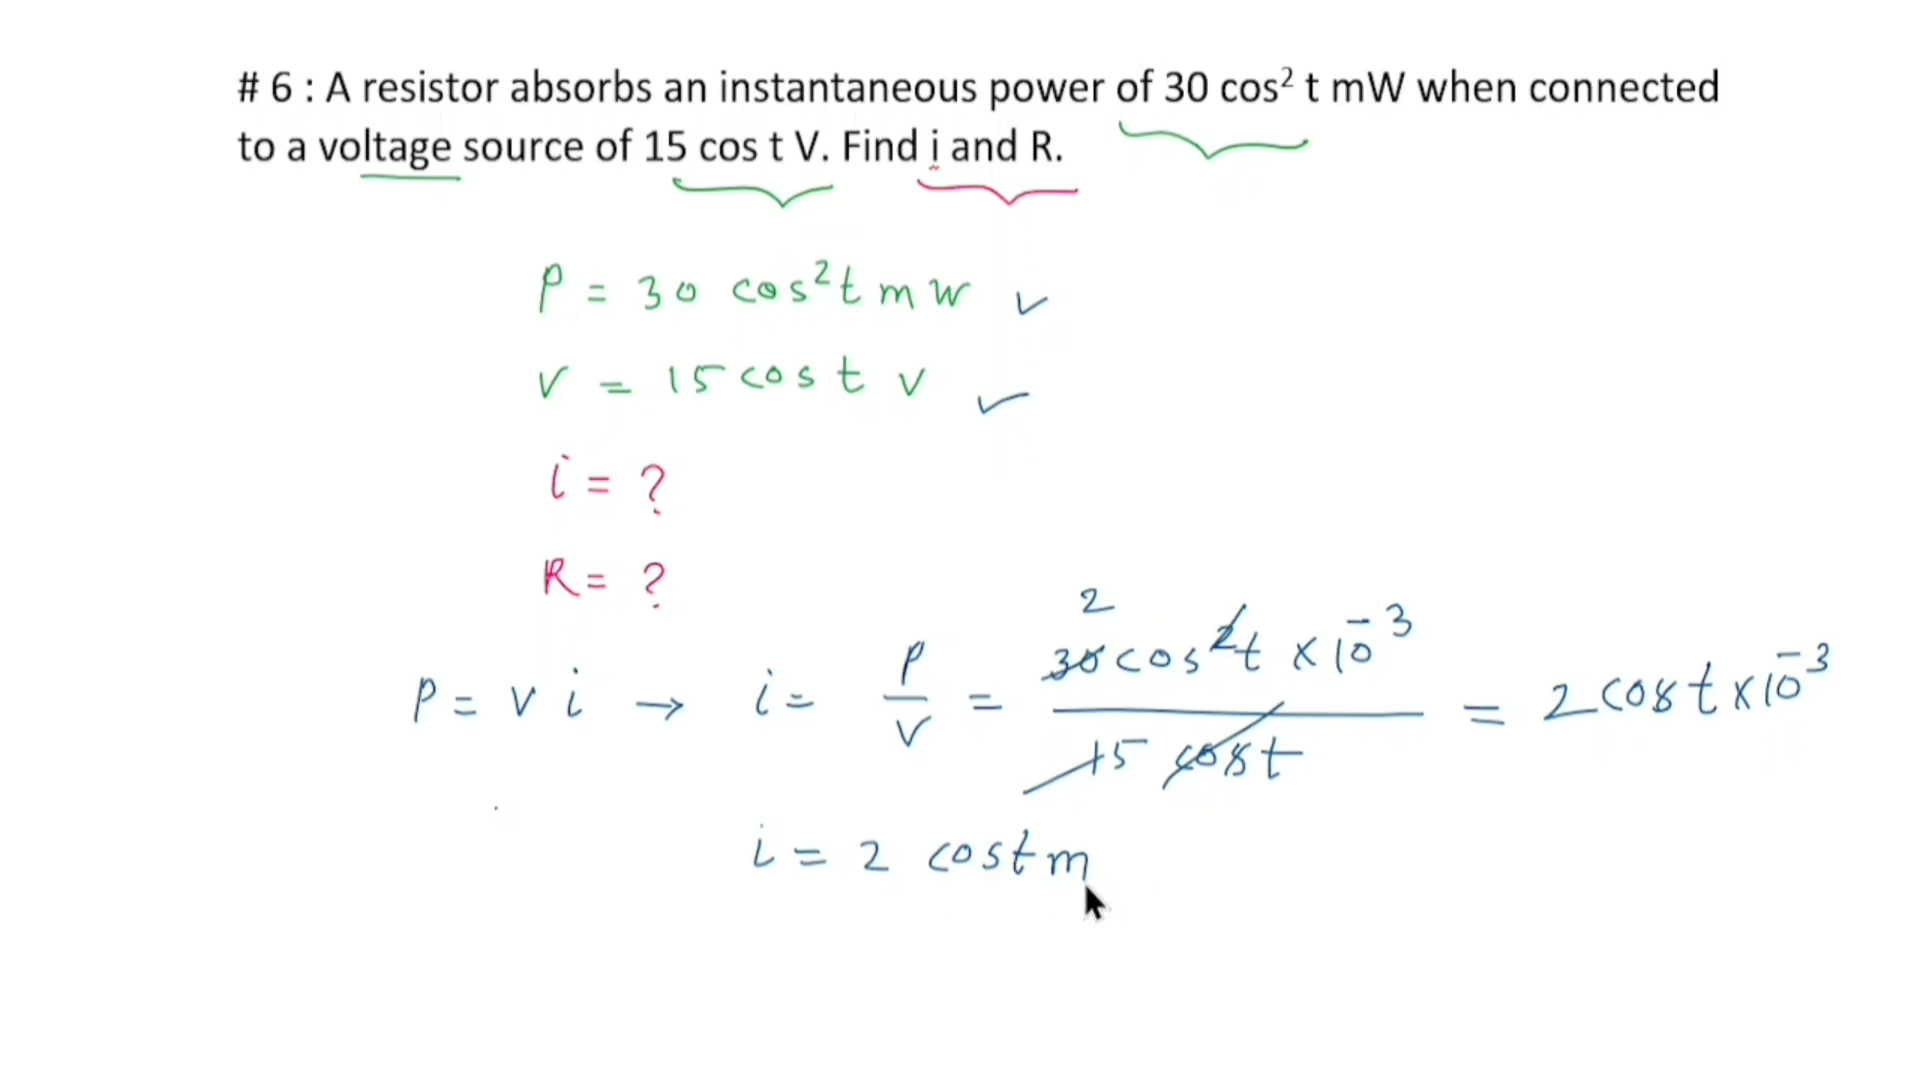 # 6 : A resistor absorbs an instantaneous power of 30 cos² t mW when connected
to a voltage source of 15 cos t V. Find i and R.
P = 30 cos²t mW ✓
V = 15 cos t V ✓
i = ?
R = ?
P = v i → i = P/V = 30 cos²t × 10⁻³ / 15 cos t = 2 cos t × 10⁻³
2
i = 2 cos t m